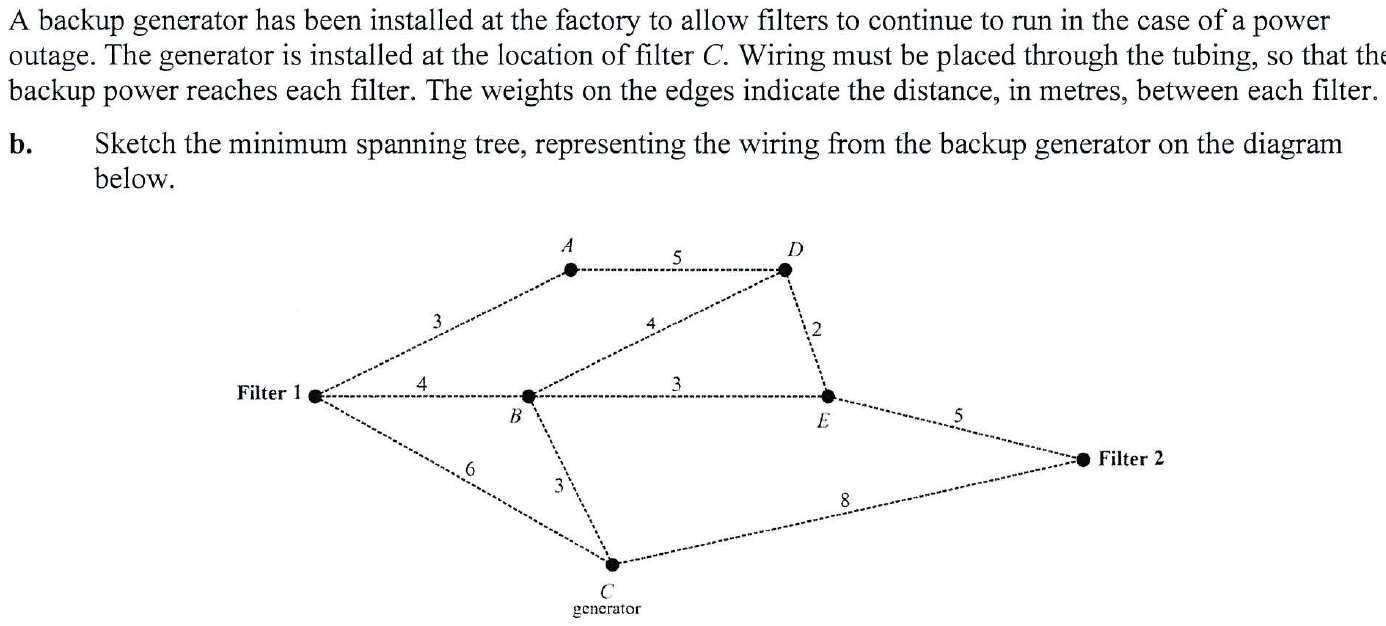 A backup generator has been installed at the factory to allow filters to continue to run in the case of a power
outage. The generator is installed at the location of filter C. Wiring must be placed through the tubing, so that the
backup power reaches each filter. The weights on the edges indicate the distance, in metres, between each filter.
b. Sketch the minimum spanning tree, representing the wiring from the backup generator on the diagram
below.
A
5
D
3
4
2
Filter 1
4
3
B
E
5
6
3
Filter 2
8
C
generator